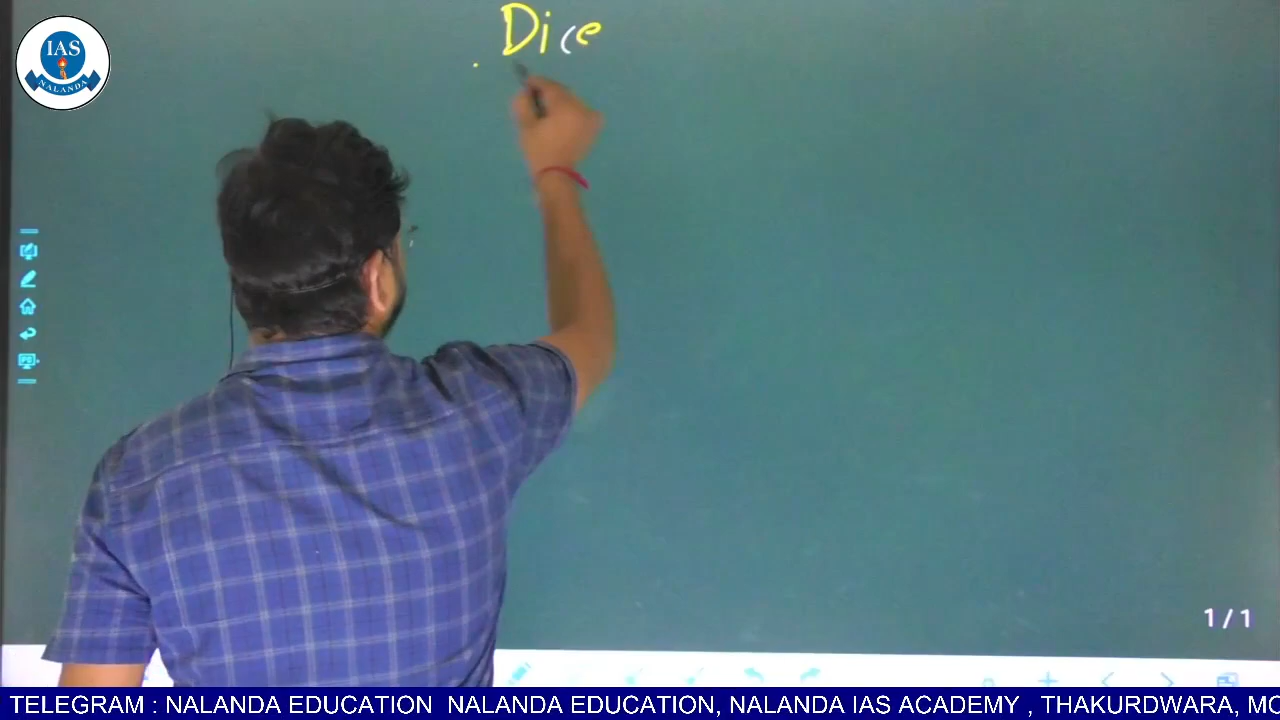 Dice
IAS
NALANDA
1/1
TELEGRAM : NALANDA EDUCATION NALANDA EDUCATION, NALANDA IAS ACADEMY , THAKURDWARA, MO